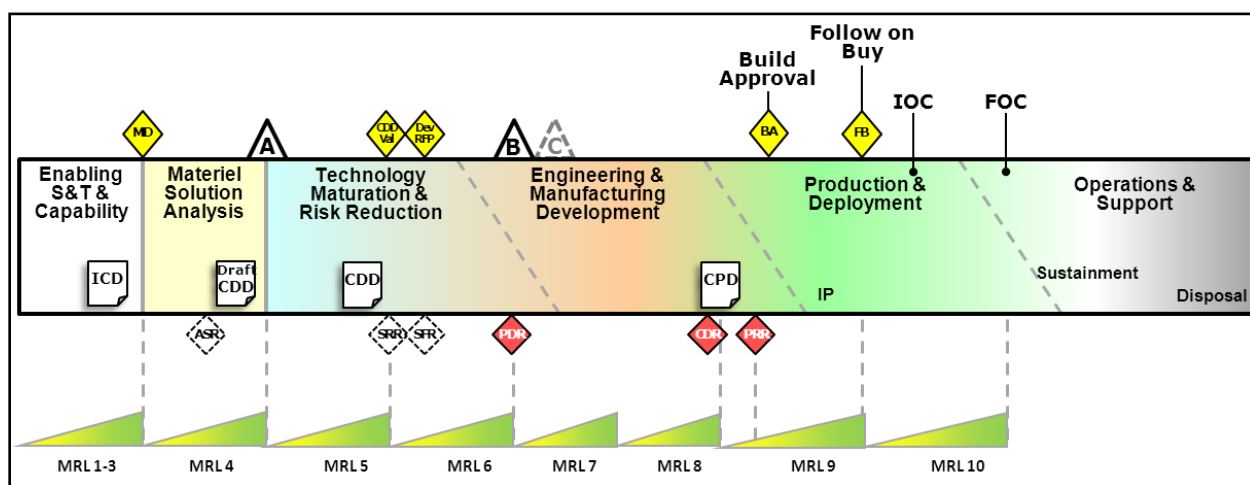 Follow on
Buy
Build
Approval
IOC
FOC
MD
A
CDD
Val
Dev
RFP
B
C
BA
FB
Enabling
S&T &
Capability
Materiel
Solution
Analysis
Technology
Maturation &
Risk Reduction
Engineering &
Manufacturing
Development
Production &
Deployment
Operations &
Support
ICD
Draft
CDD
CDD
CPD
IP
Sustainment
Disposal
ASR
SRR
SFR
PDR
CDR
PRR
MRL 1-3
MRL 4
MRL 5
MRL 6
MRL 7
MRL 8
MRL 9
MRL 10